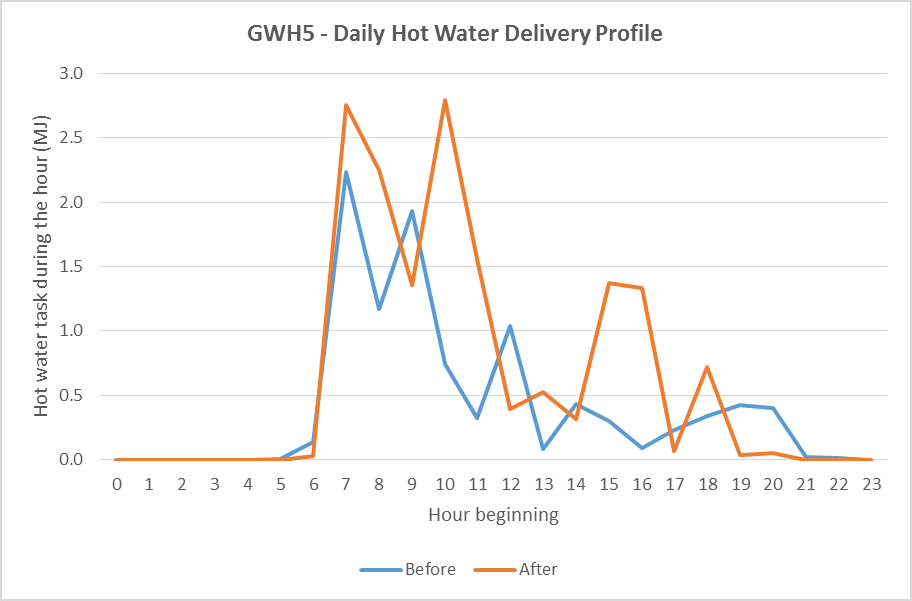 GWH5 - Daily Hot Water Delivery Profile
Hot water task during the hour (MJ)
3.0
2.5
2.0
1.5
1.0
0.5
0.0
0 1 2 3 4 5 6 7 8 9 10 11 12 13 14 15 16 17 18 19 20 21 22 23
Hour beginning
Before After